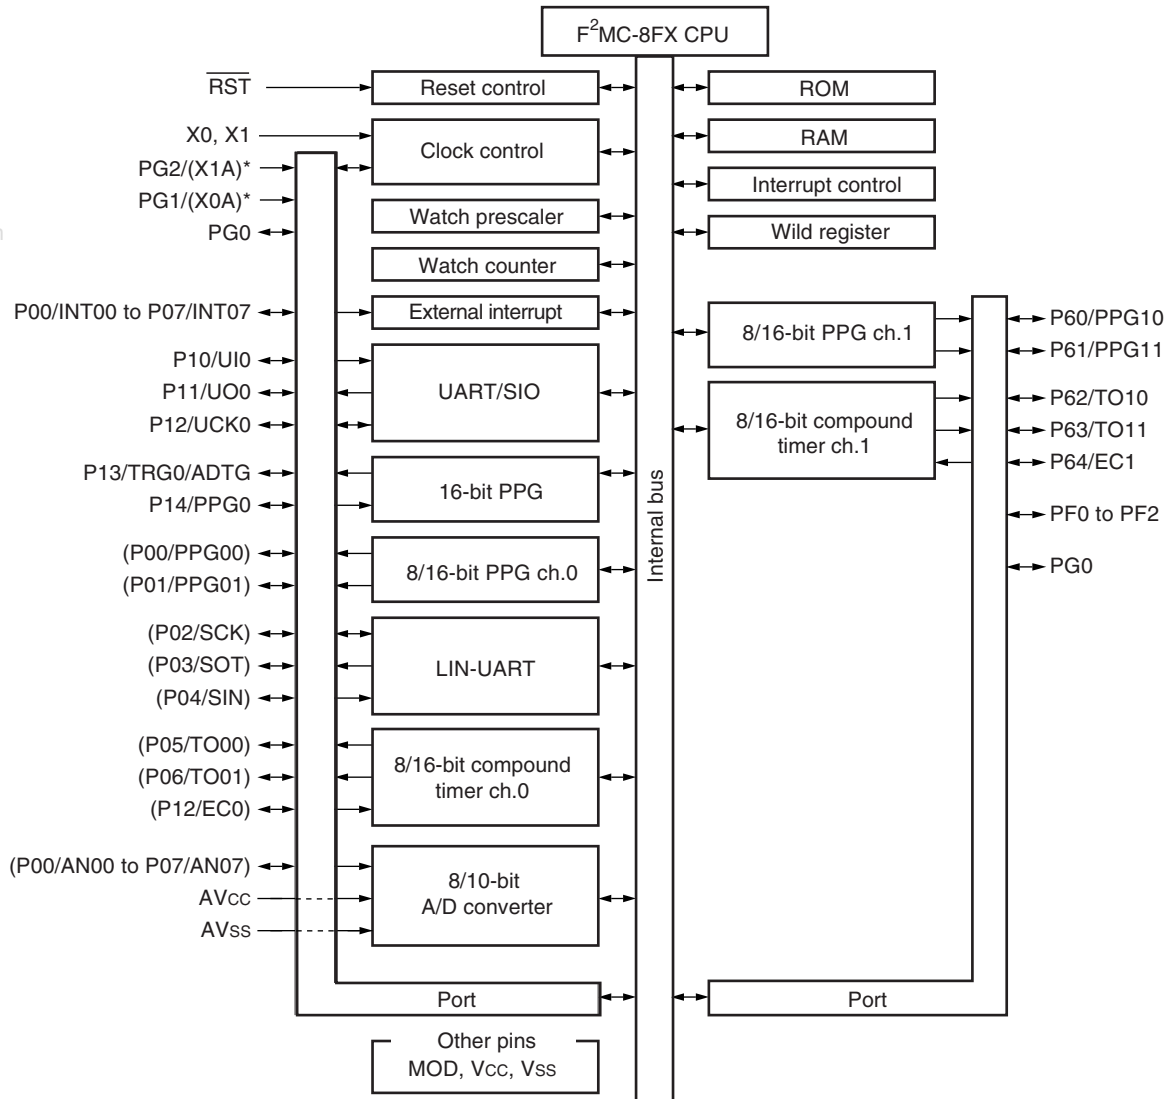 F²MC-8FX CPU
RST
Reset control
ROM
X0, X1
Clock control
RAM
PG2/(X1A)*
PG1/(X0A)*
PG0
Interrupt control
Watch prescaler
Wild register
Watch counter
P00/INT00 to P07/INT07
External interrupt
8/16-bit PPG ch.1
P60/PPG10
P61/PPG11
P10/UI0
P11/UO0
P12/UCK0
UART/SIO
8/16-bit compound
timer ch.1
P62/TO10
P63/TO11
P64/EC1
P13/TRG0/ADTG
P14/PPG0
16-bit PPG
Internal bus
PF0 to PF2
(P00/PPG00)
(P01/PPG01)
8/16-bit PPG ch.0
PG0
(P02/SCK)
(P03/SOT)
(P04/SIN)
LIN-UART
(P05/TO00)
(P06/TO01)
(P12/EC0)
8/16-bit compound
timer ch.0
(P00/AN00 to P07/AN07)
AVCC
AVSS
8/10-bit
A/D converter
Port
Port
Other pins
MOD, VCC, VSS